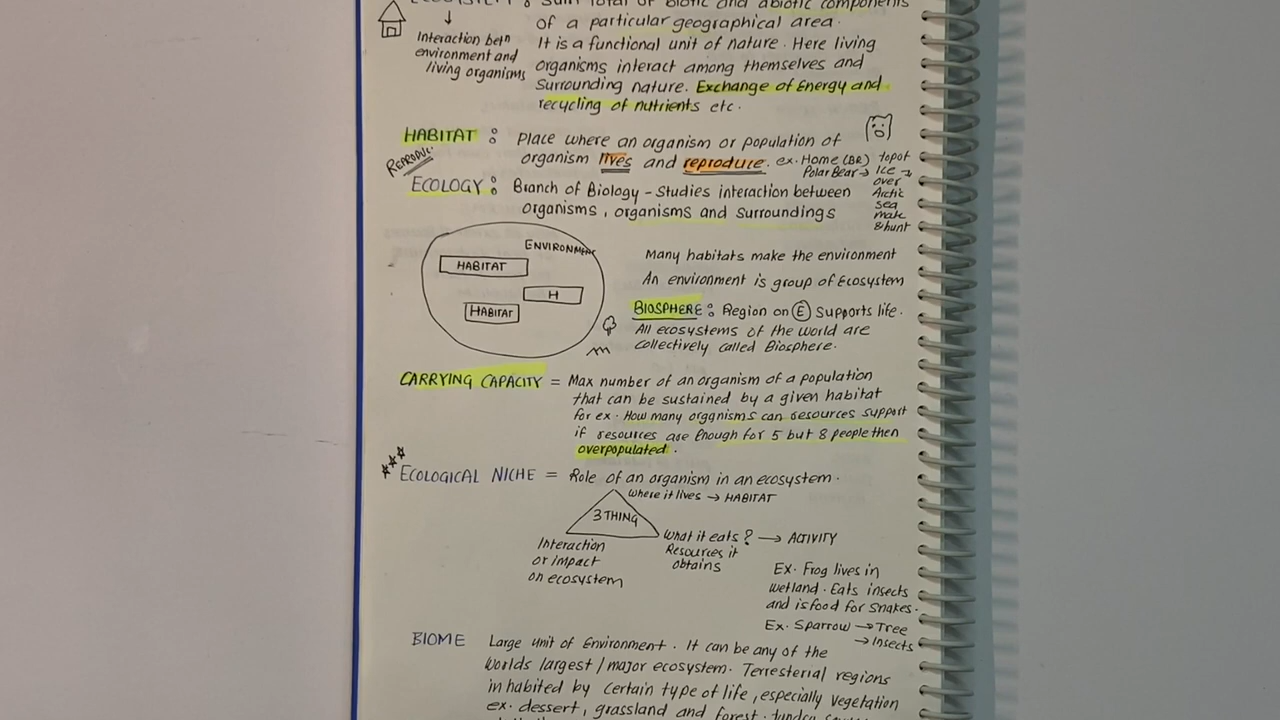 ECOSYSTEM : Sum total of biotic and abiotic components
of a particular geographical area.
Interaction betn
environment and
living organisms
It is a functional unit of nature. Here living
organisms interact among themselves and
Surrounding nature. Exchange of Energy and
recycling of nutrients etc.
HABITAT : Place where an organism or population of
organism lives and reproduce. ex. Home (BR)
REPRODUC.
Polar Bear → topof
Ice →
over
Arctic
sea
mate
& hunt
ECOLOGY : Branch of Biology - Studies interaction between
organisms, organisms and surroundings
ENVIRONMENT
HABITAT
H
HABITAT
Many habitats make the environment
An environment is group of Ecosystem
BIOSPHERE : Region on E supports life.
All ecosystems of the world are
collectively called Biosphere.
CARRYING CAPACITY = Max number of an organism of a population
that can be sustained by a given habitat
for ex. How many organisms can resources support
if resources are enough for 5 but 8 people then
overpopulated.
ECOLOGICAL NICHE = Role of an organism in an ecosystem.
where it lives → HABITAT
3 THING
what it eats? → ACTIVITY
Resources it
obtains
Interaction
or impact
on ecosystem
Ex. Frog lives in
wetland. Eats insects
and is food for snakes.
Ex. Sparrow → Tree
→ Insects
BIOME Large unit of Environment. It can be any of the
worlds largest / major ecosystem. Terresterial regions
inhabited by certain type of life, especially vegetation
ex. dessert, grassland and forest. tundra